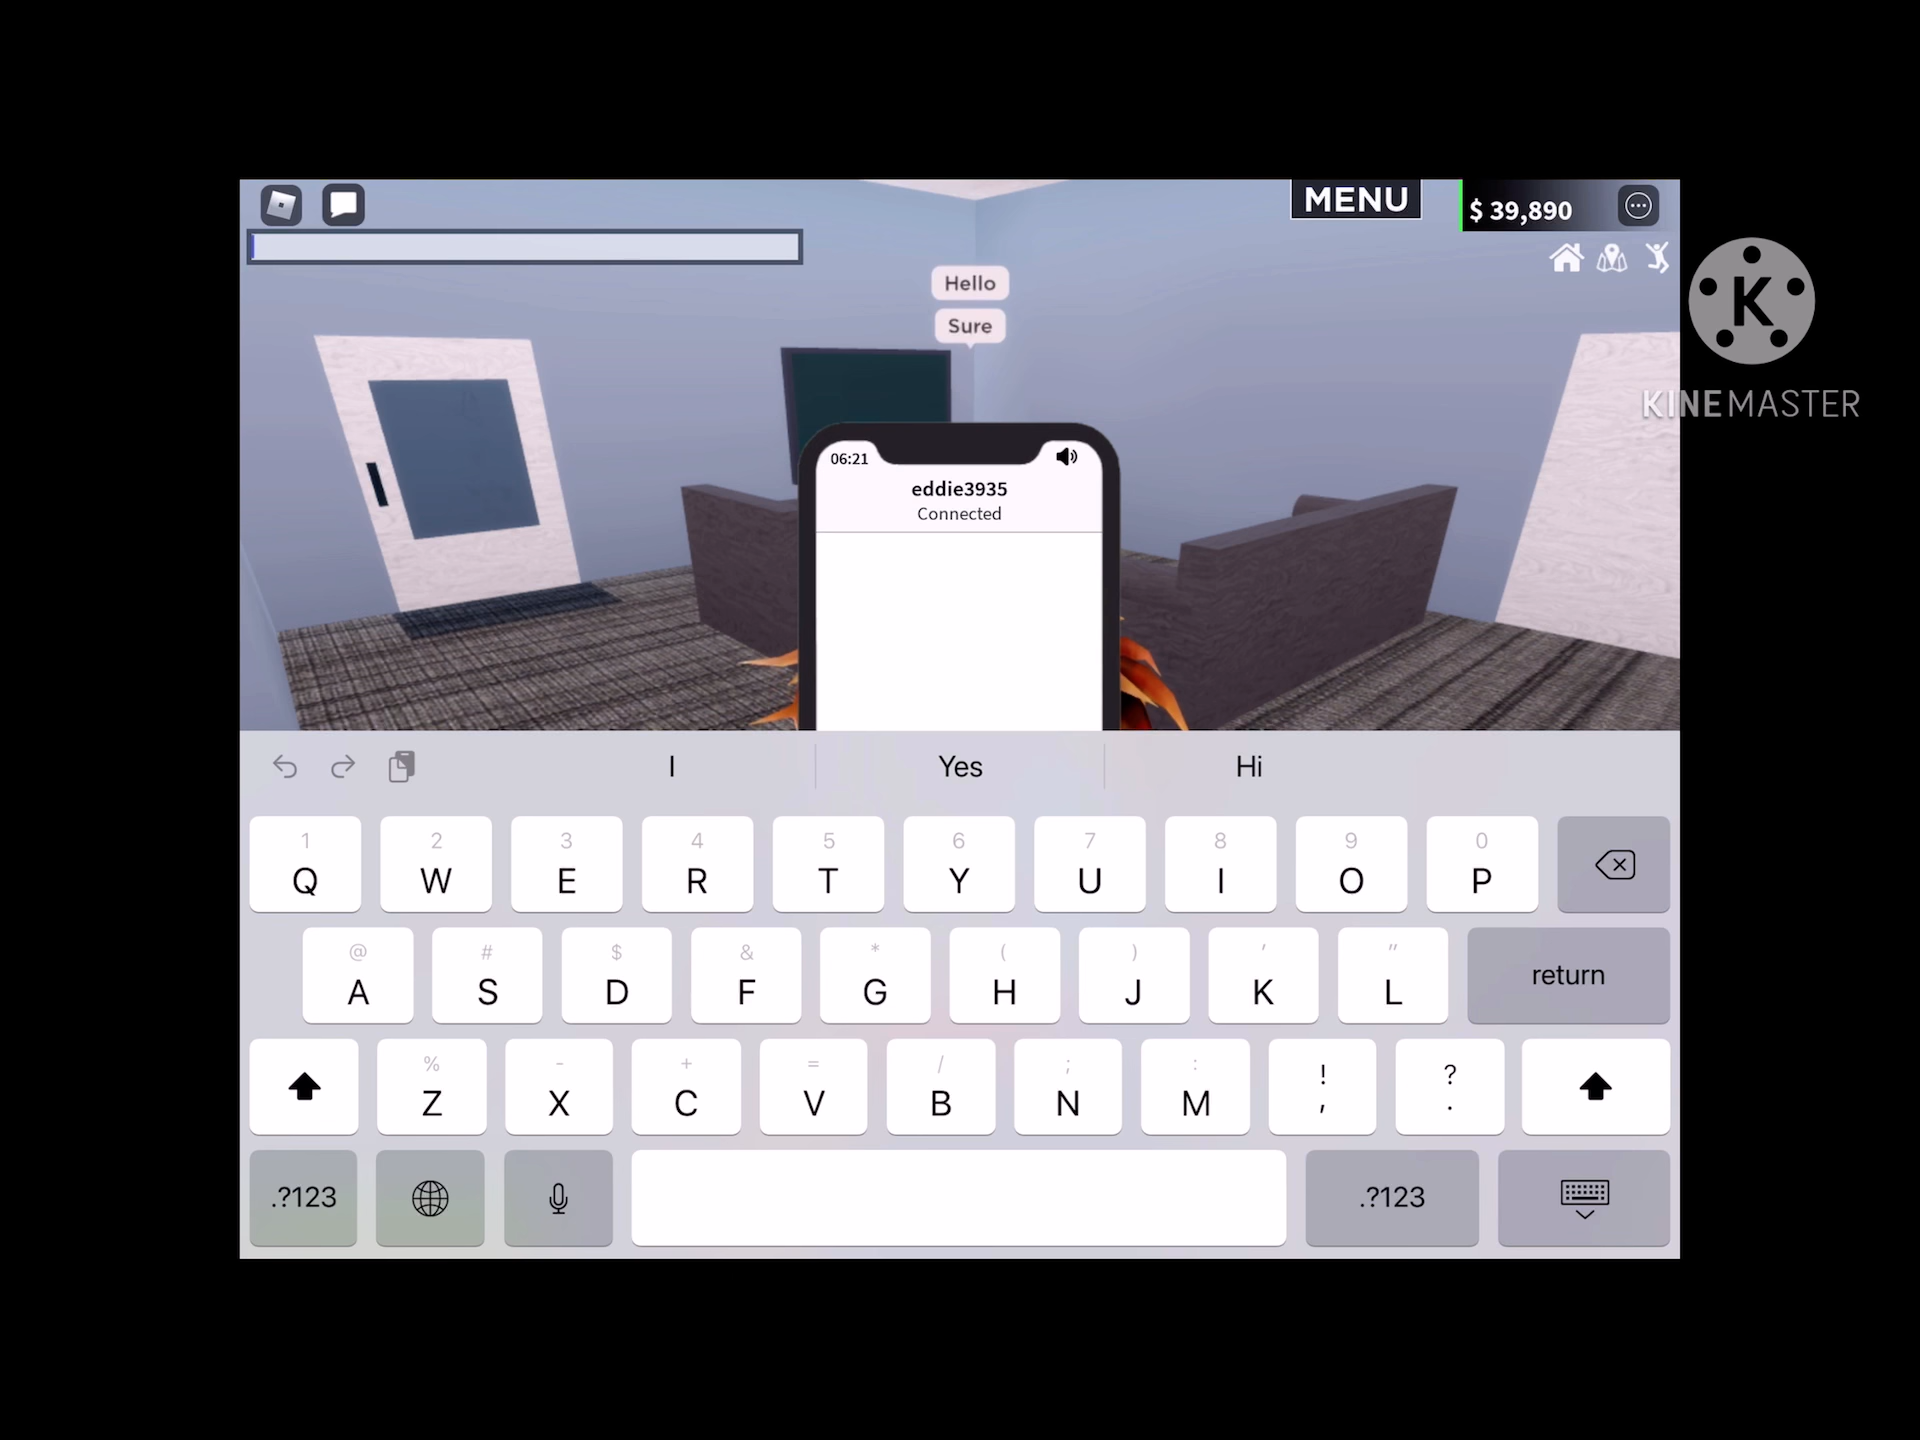 MENU
$ 39,890
Hello
Sure
06:21
eddie3935
Connected
KINEMASTER
I Yes Hi
1 2 3 4 5 6 7 8 9 0
Q W E R T Y U I O P
@ # $ & * ( ) ' "
A S D F G H J K L return
% - + = / ; : ! ?
Z X C V B N M , .
.?123 .?123